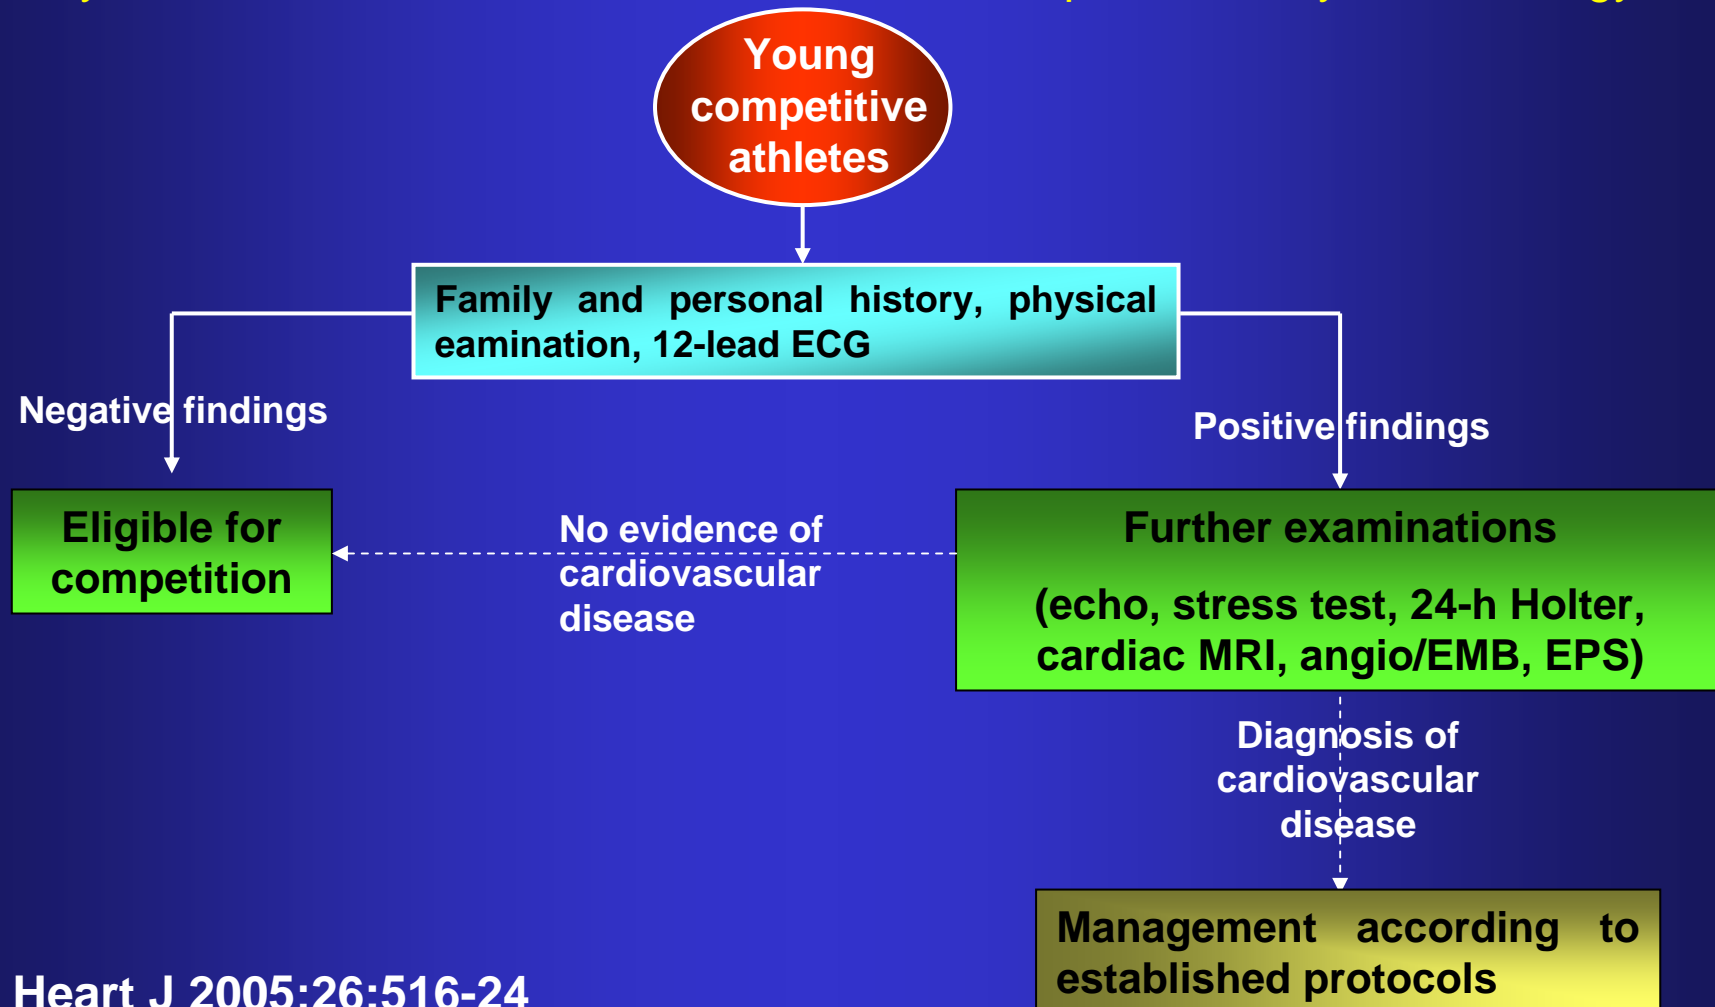 Young
competitive
athletes
Family and personal history, physical
eamination, 12-lead ECG
Negative findings
Positive findings
Eligible for
competition
No evidence of
cardiovascular
disease
Further examinations
(echo, stress test, 24-h Holter,
cardiac MRI, angio/EMB, EPS)
Diagnosis of
cardiovascular
disease
Management according to
established protocols
Heart J 2005;26:516-24